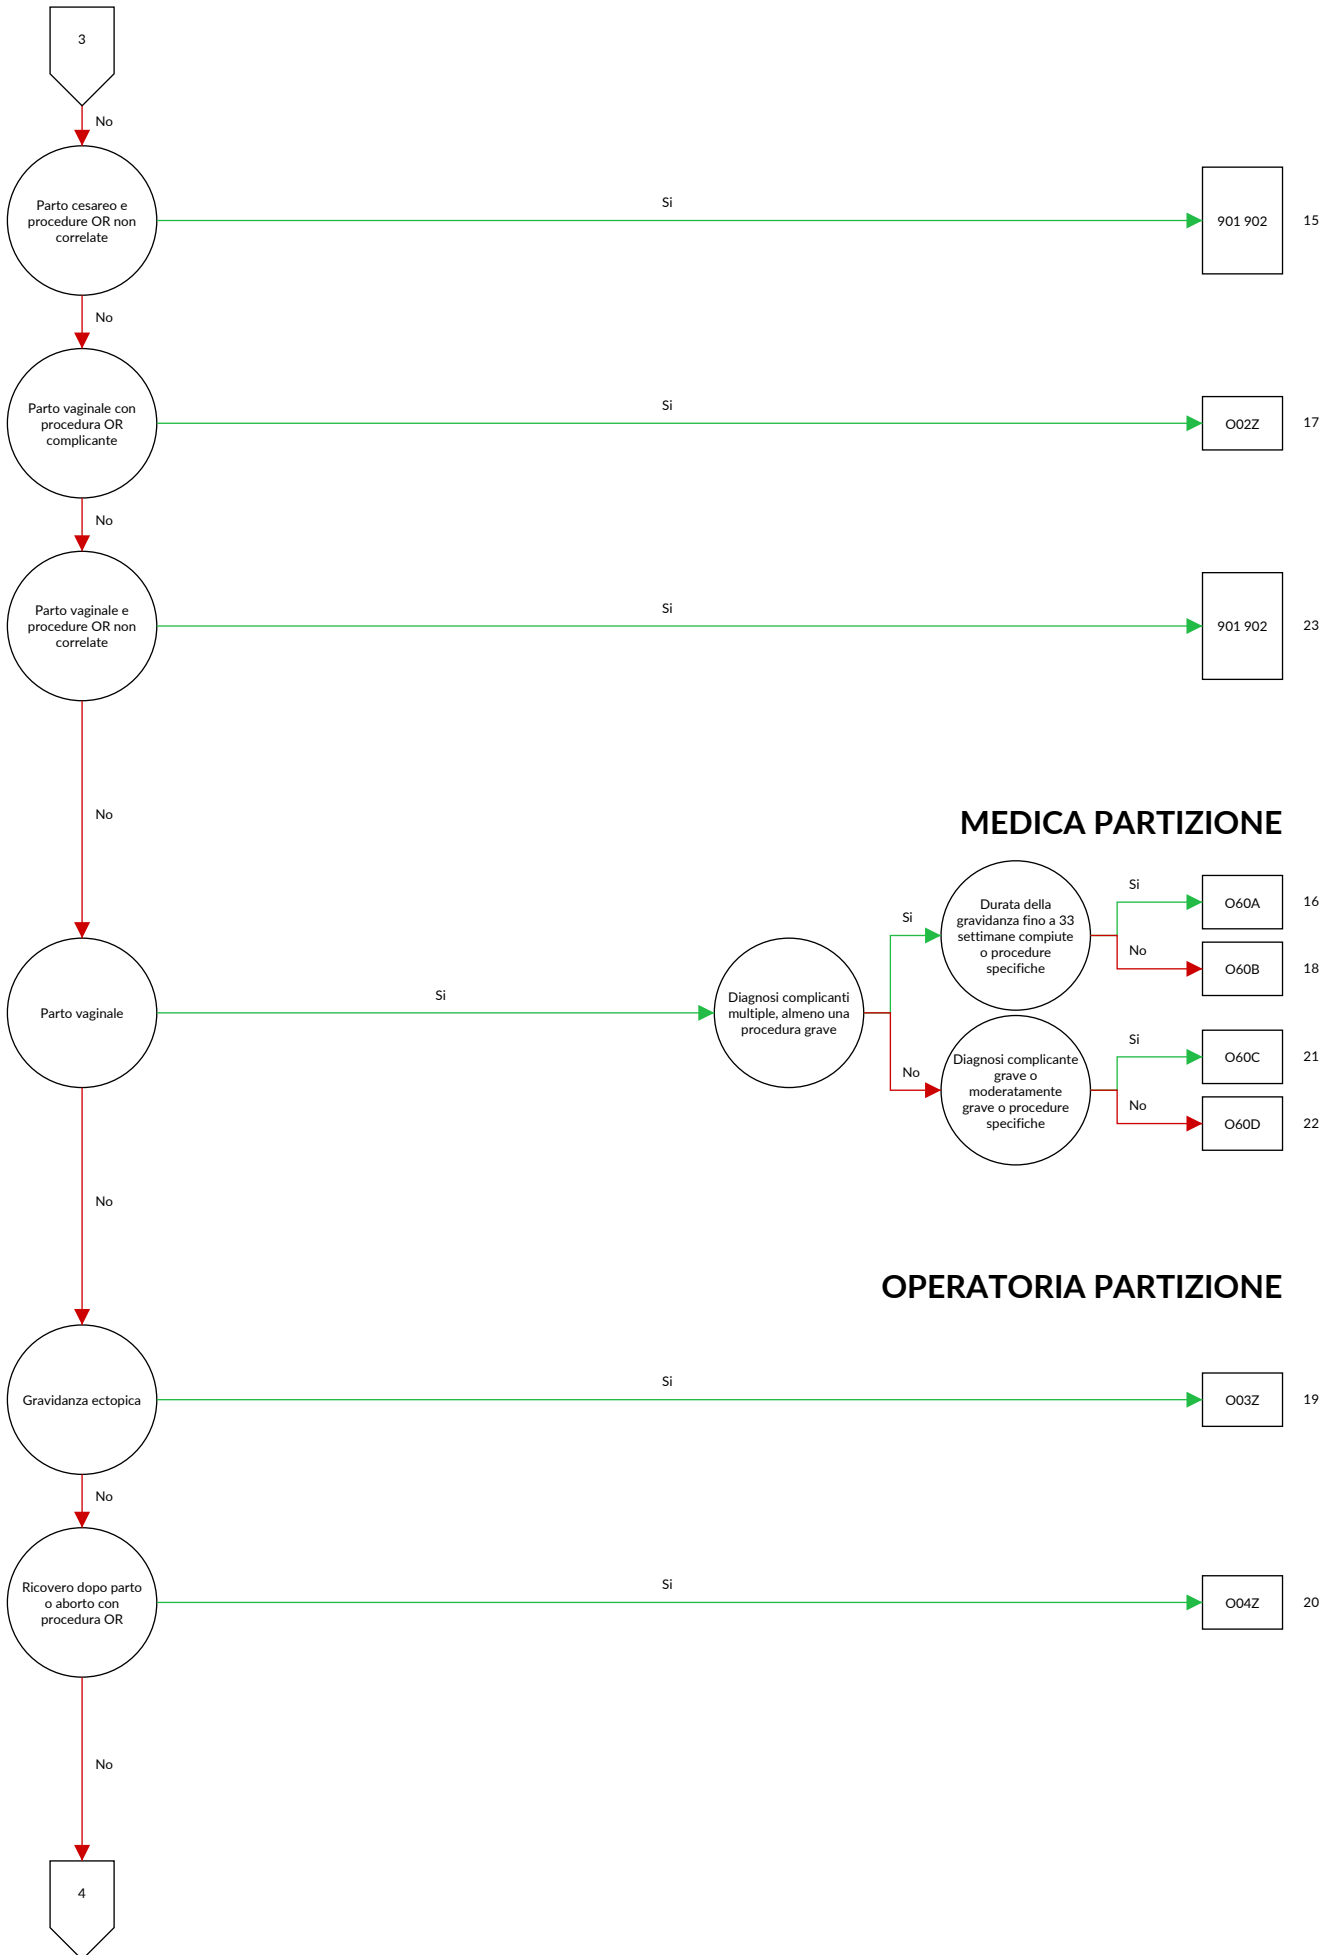 3
No
Parto cesareo e
procedure OR non
correlate
Si
901 902
15
No
Parto vaginale con
procedura OR
complicante
Si
O02Z
17
No
Parto vaginale e
procedure OR non
correlate
Si
901 902
23
No
MEDICA PARTIZIONE
Parto vaginale
Si
Diagnosi complicanti
multiple, almeno una
procedura grave
Si
Durata della
gravidanza fino a 33
settimane compiute
o procedure
specifiche
Si
O60A
16
No
O60B
18
No
Diagnosi complicante
grave o
moderatamente
grave o procedure
specifiche
Si
O60C
21
No
O60D
22
No
OPERATORIA PARTIZIONE
Gravidanza ectopica
Si
O03Z
19
No
Ricovero dopo parto
o aborto con
procedura OR
Si
O04Z
20
No
4